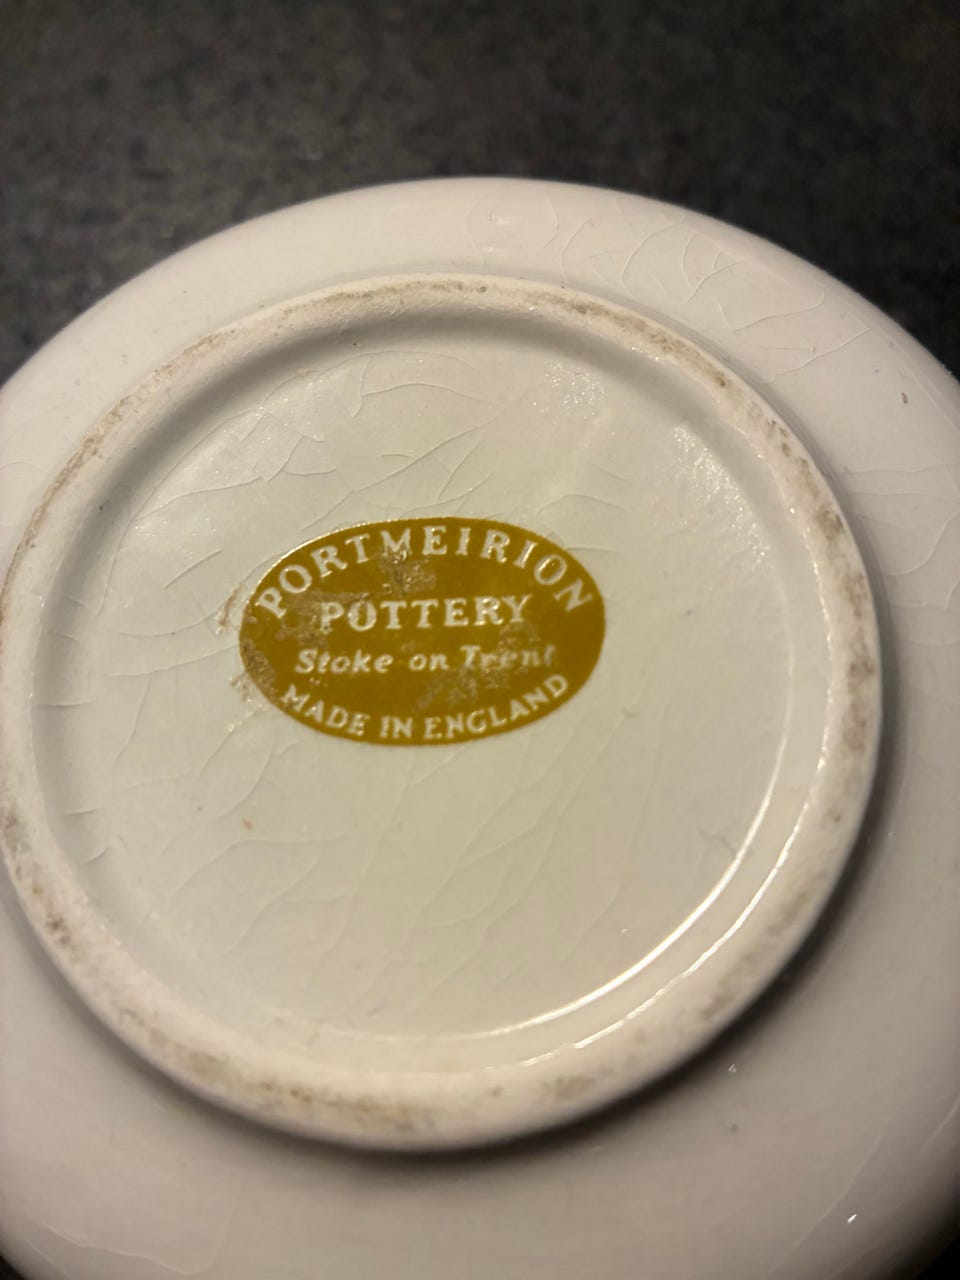 PORTMEIRION
POTTERY
Stoke on Trent
MADE IN ENGLAND